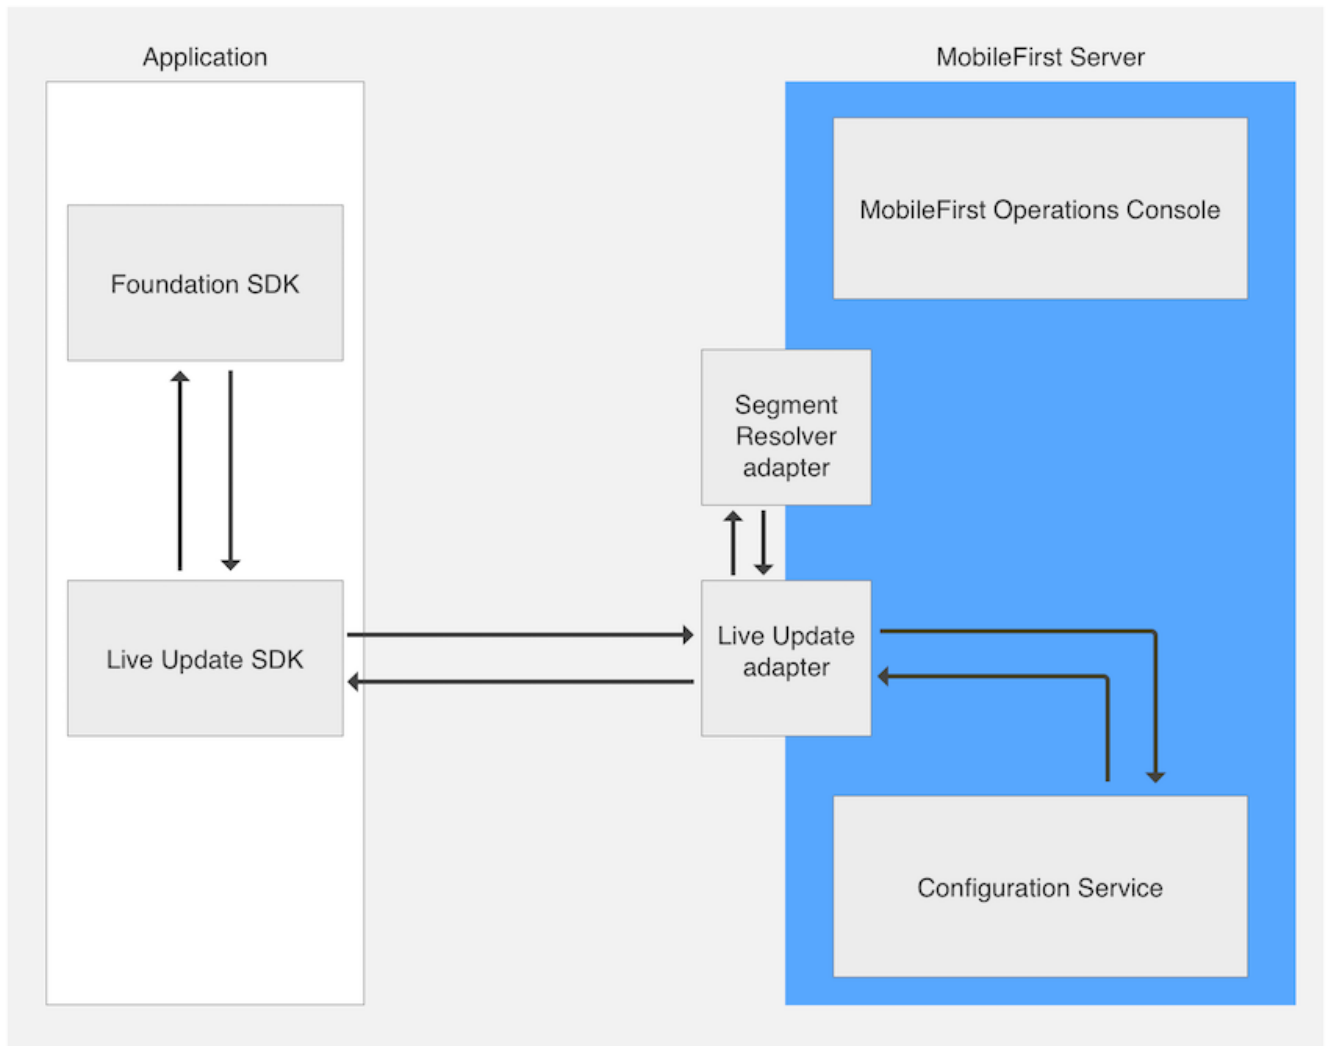 Application
MobileFirst Server
MobileFirst Operations Console
Foundation SDK
Segment
Resolver
adapter
Live Update SDK
Live Update
adapter
Configuration Service